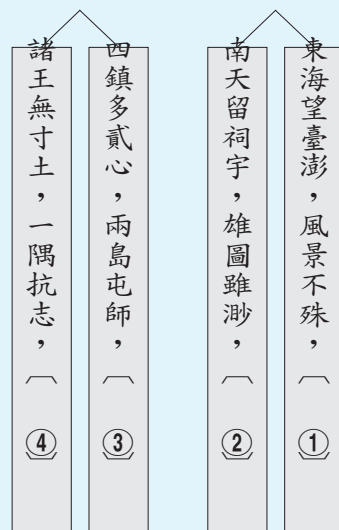 東海望臺澎,風景不殊,︵ ① ︶
南天留祠宇,雄圖雖渺,︵ ② ︶
四鎮多貳心,兩島屯師,︵ ③ ︶
諸王無寸土,一隅抗志,︵ ④ ︶